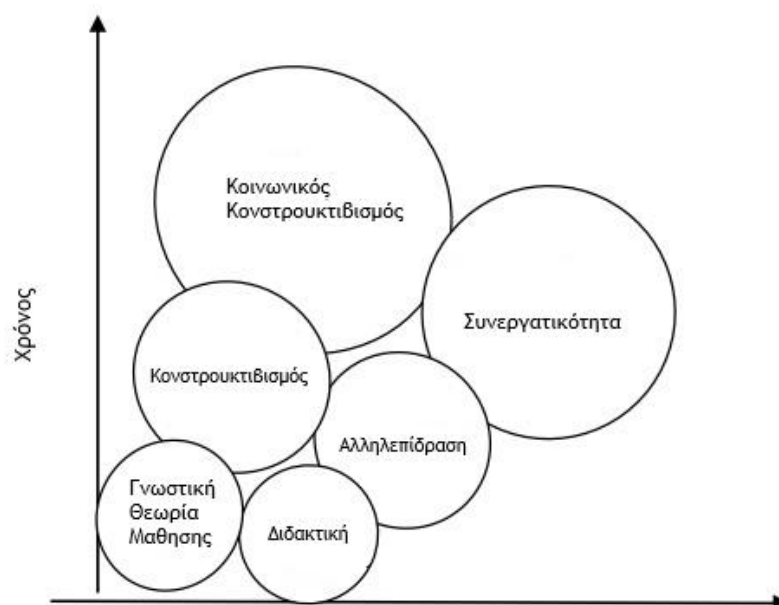 Κοινωνικός
Κονστρουκτιβισμός
Χρόνος
Συνεργατικότητα
Κονστρουκτιβισμός
Αλληλεπίδραση
Γνωστική
Θεωρία
Μαθησης
Διδακτική